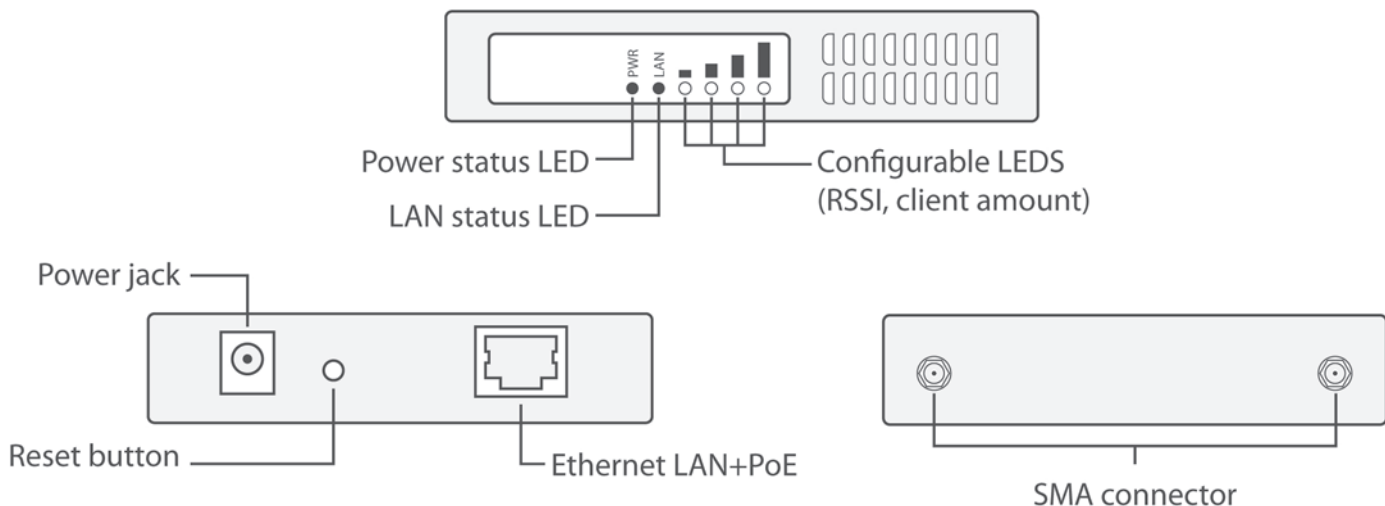 PWR
LAN
Power status LED
Configurable LEDS
(RSSI, client amount)
LAN status LED
Power jack
Reset button
Ethernet LAN+PoE
SMA connector